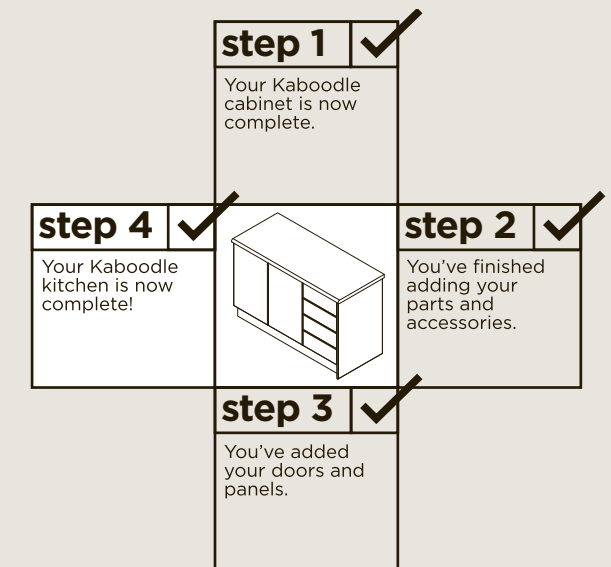 step 1
Your Kaboodle
cabinet is now
complete.
step 4
Your Kaboodle
kitchen is now
complete!
step 2
You’ve finished
adding your
parts and
accessories.
step 3
You’ve added
your doors and
panels.